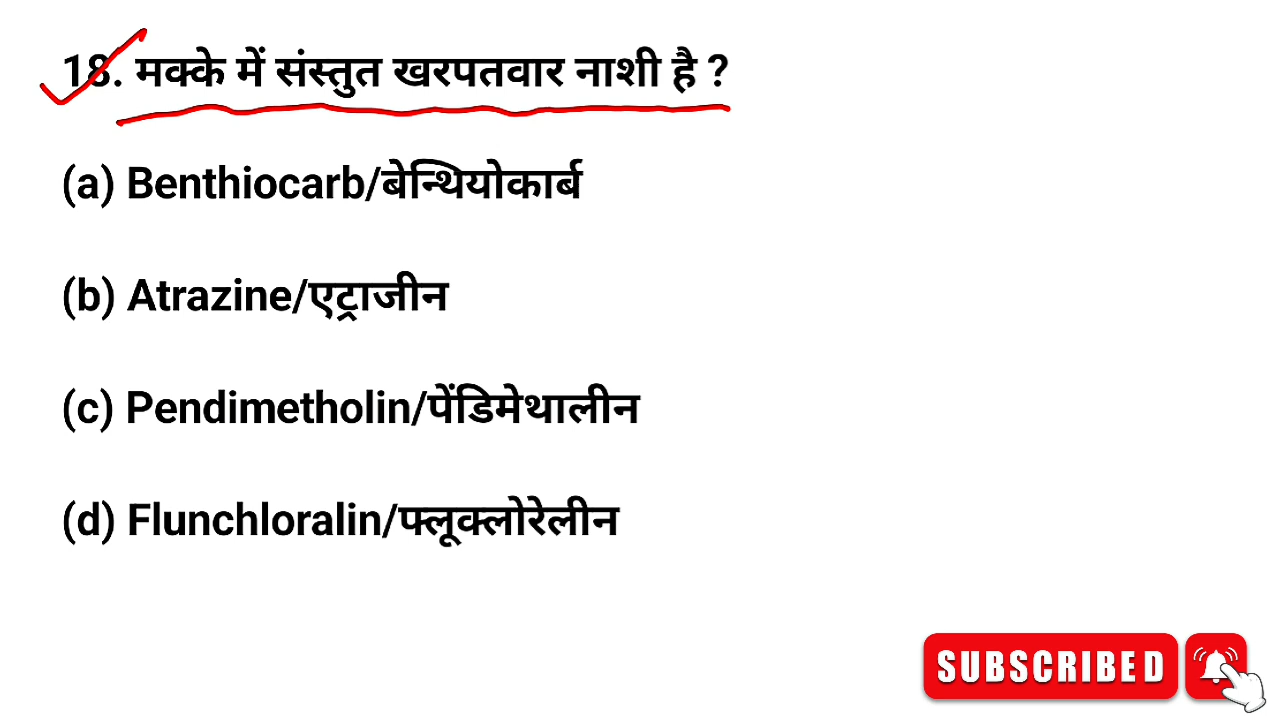 18. मक्के में संस्तुत खरपतवार नाशी है ?
(a) Benthiocarb/बेन्थियोकार्ब
(b) Atrazine/एट्राजीन
(c) Pendimetholin/पेंडिमेथालीन
(d) Flunchloralin/फ्लूक्लोरेलीन
SUBSCRIBED